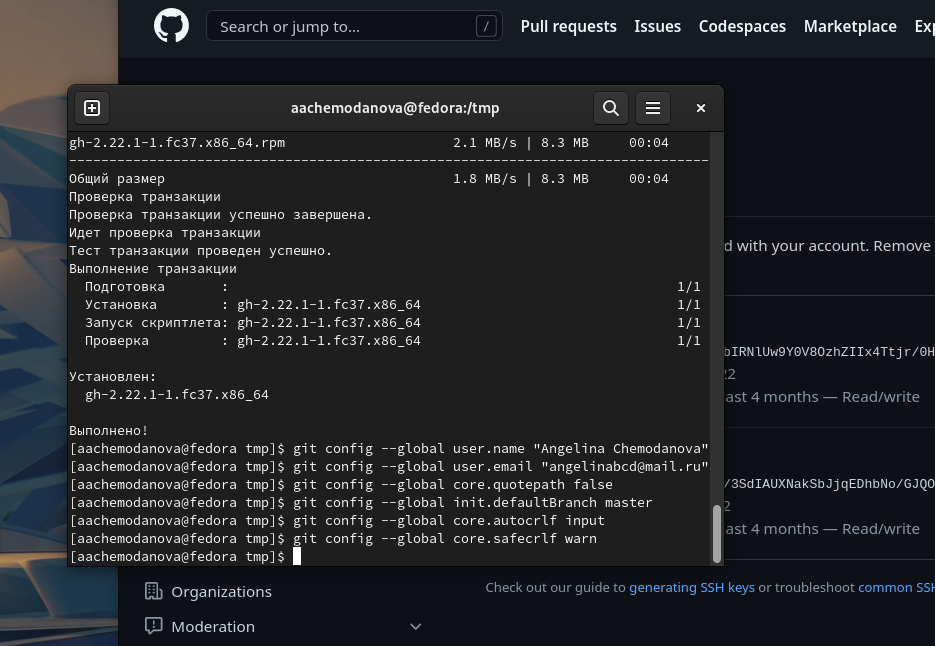 Search or jump to... / Pull requests Issues Codespaces Marketplace
aachemodanova@fedora:/tmp
gh-2.22.1-1.fc37.x86_64.rpm 2.1 MB/s | 8.3 MB 00:04
--------------------------------------------------------------------------------
Общий размер 1.8 MB/s | 8.3 MB 00:04
Проверка транзакции
Проверка транзакции успешно завершена.
Идет проверка транзакции
Тест транзакции проведен успешно.
Выполнение транзакции
Подготовка : 1/1
Установка : gh-2.22.1-1.fc37.x86_64 1/1
Запуск скриптлета: gh-2.22.1-1.fc37.x86_64 1/1
Проверка : gh-2.22.1-1.fc37.x86_64 1/1
Установлен:
gh-2.22.1-1.fc37.x86_64
Выполнено!
[aachemodanova@fedora tmp]$ git config --global user.name "Angelina Chemodanova"
[aachemodanova@fedora tmp]$ git config --global user.email "angelinabcd@mail.ru"
[aachemodanova@fedora tmp]$ git config --global core.quotepath false
[aachemodanova@fedora tmp]$ git config --global init.defaultBranch master
[aachemodanova@fedora tmp]$ git config --global core.autocrlf input
[aachemodanova@fedora tmp]$ git config --global core.safecrlf warn
[aachemodanova@fedora tmp]$
d with your account. Remove
bIRNlUw9Y0V8OzhZIIx4Ttjr/0H
22
ast 4 months — Read/write
/3SdIAUXNakSbJjqEDhbNo/GJQO
2
ast 4 months — Read/write
Organizations
Moderation
Check out our guide to generating SSH keys or troubleshoot common SSH